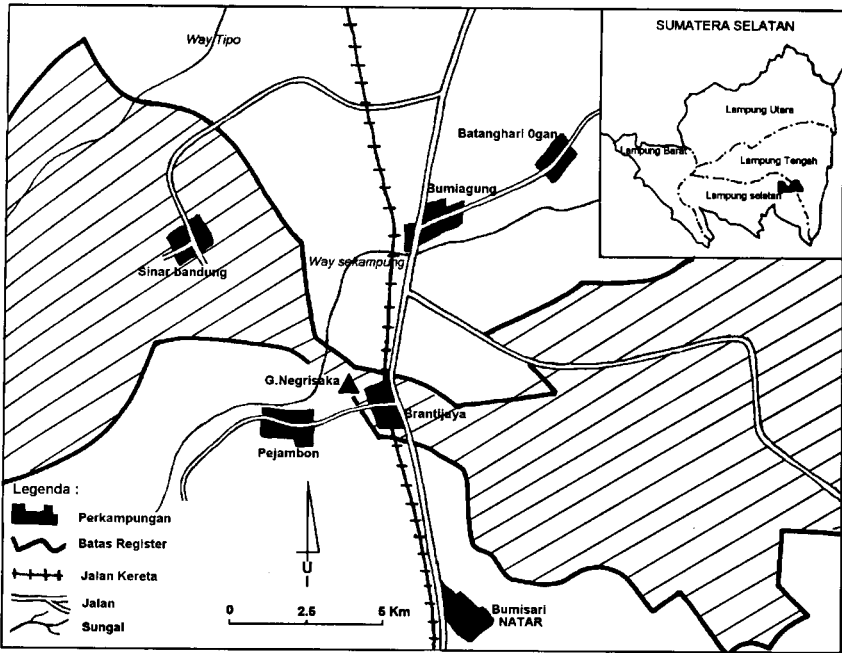 Way Tipo
SUMATERA SELATAN
Lampung Utara
Lampung Barat
Lampung Tengah
Lampung selatan
Batanghari Ogan
Bumiagung
Sinar bandung
Way sekampung
G.Negrisaka
Brantijaya
Pejambon
Legenda :
Perkampungan
Batas Register
Jalan Kereta
Jalan
Sungai
U
0 2.5 5 Km
Bumisari
NATAR